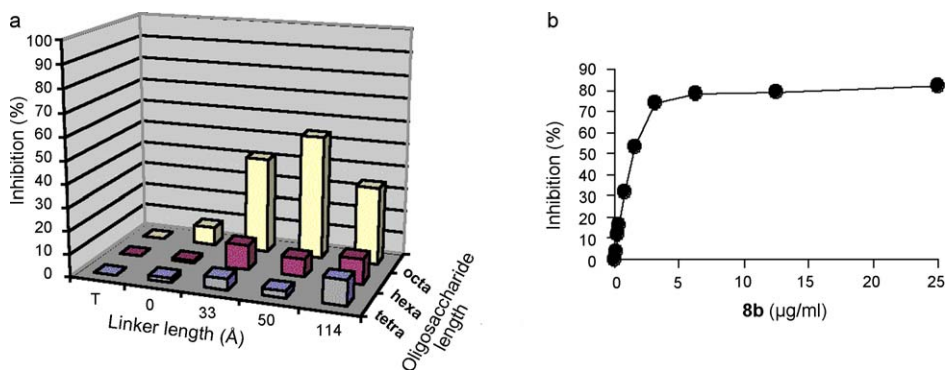 a
Inhibition (%)
100
90
80
70
60
50
40
30
20
10
0
T
0
33
50
114
Linker length (Å)
octa
hexa
tetra
Oligosaccharide
length
b
Inhibition (%)
90
80
70
60
50
40
30
20
10
0
0
5
10
15
20
25
8b (µg/ml)